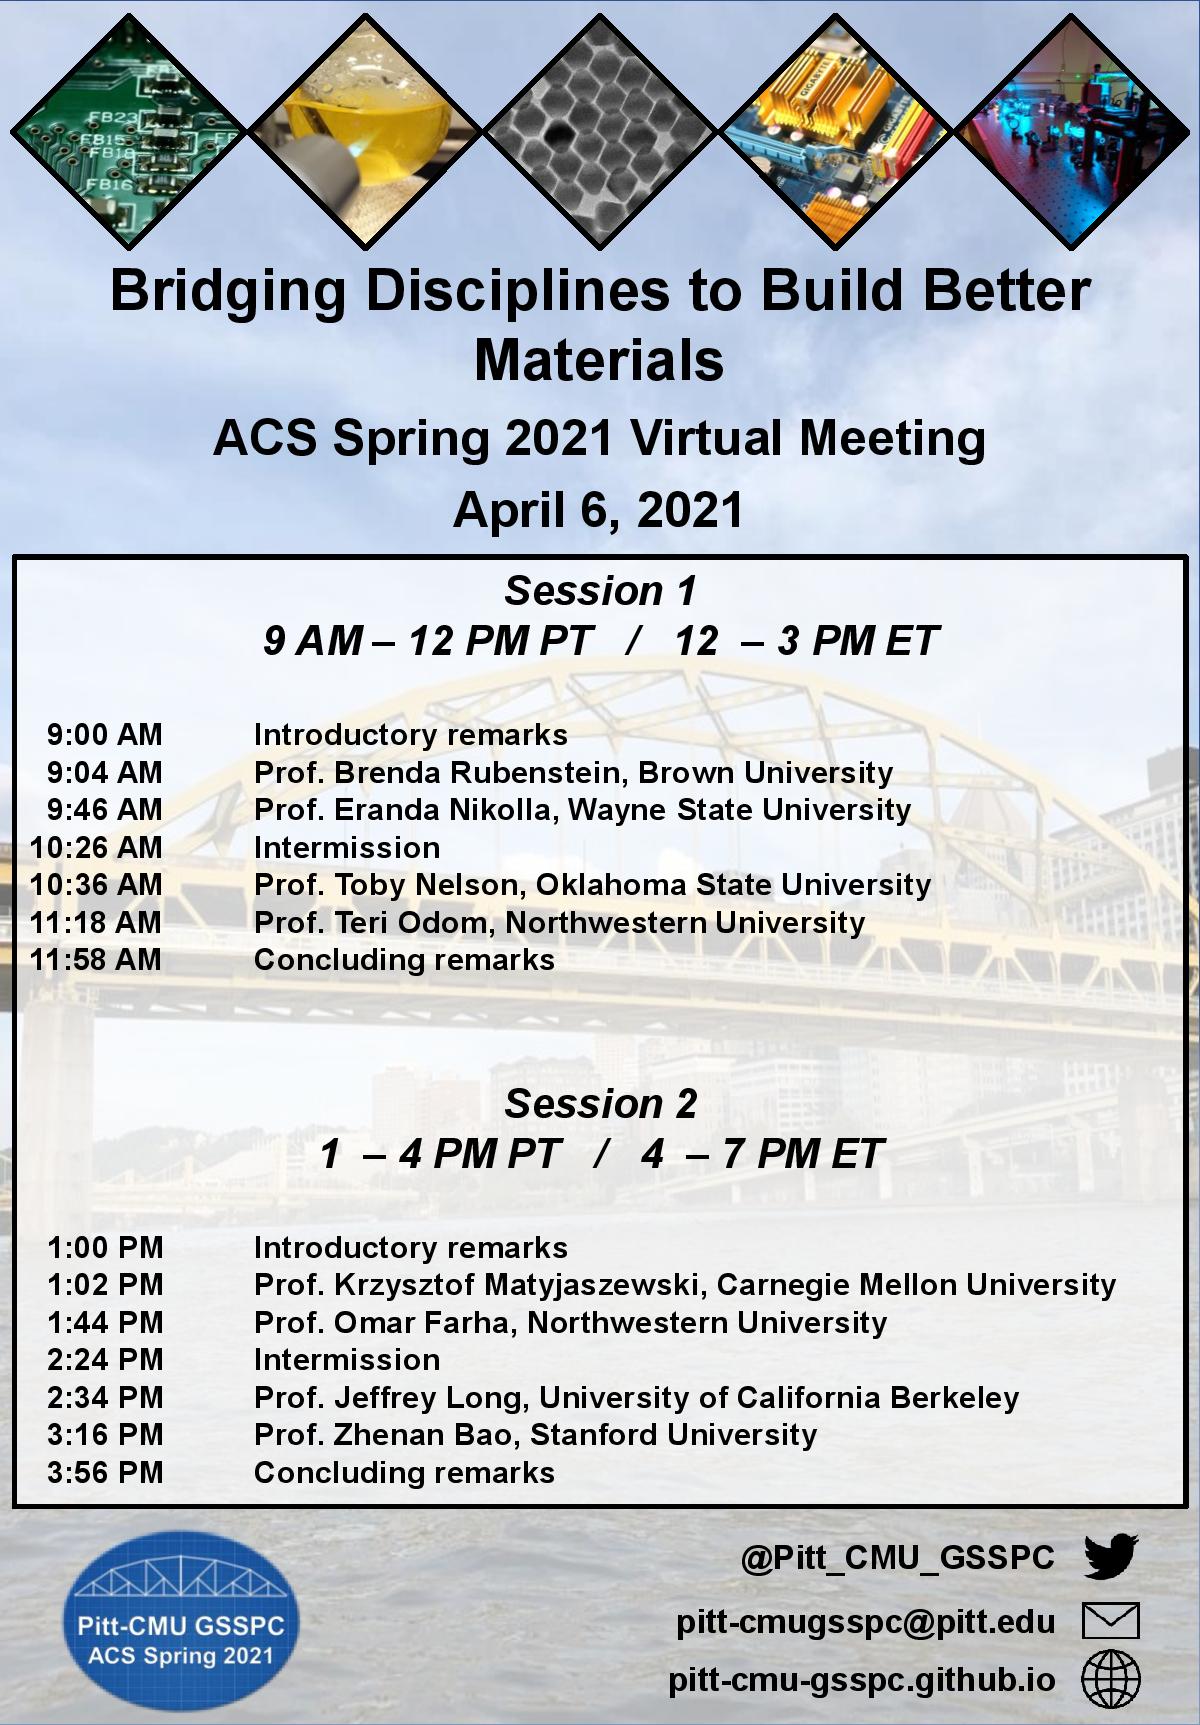 FB23
FB15
FB18
FB16
GIGABYTE
Bridging Disciplines to Build Better
Materials
ACS Spring 2021 Virtual Meeting
April 6, 2021
Session 1
9 AM – 12 PM PT / 12 – 3 PM ET
9:00 AM Introductory remarks
9:04 AM Prof. Brenda Rubenstein, Brown University
9:46 AM Prof. Eranda Nikolla, Wayne State University
10:26 AM Intermission
10:36 AM Prof. Toby Nelson, Oklahoma State University
11:18 AM Prof. Teri Odom, Northwestern University
11:58 AM Concluding remarks
Session 2
1 – 4 PM PT / 4 – 7 PM ET
1:00 PM Introductory remarks
1:02 PM Prof. Krzysztof Matyjaszewski, Carnegie Mellon University
1:44 PM Prof. Omar Farha, Northwestern University
2:24 PM Intermission
2:34 PM Prof. Jeffrey Long, University of California Berkeley
3:16 PM Prof. Zhenan Bao, Stanford University
3:56 PM Concluding remarks
Pitt-CMU GSSPC
ACS Spring 2021
@Pitt_CMU_GSSPC
pitt-cmugsspc@pitt.edu
pitt-cmu-gsspc.github.io